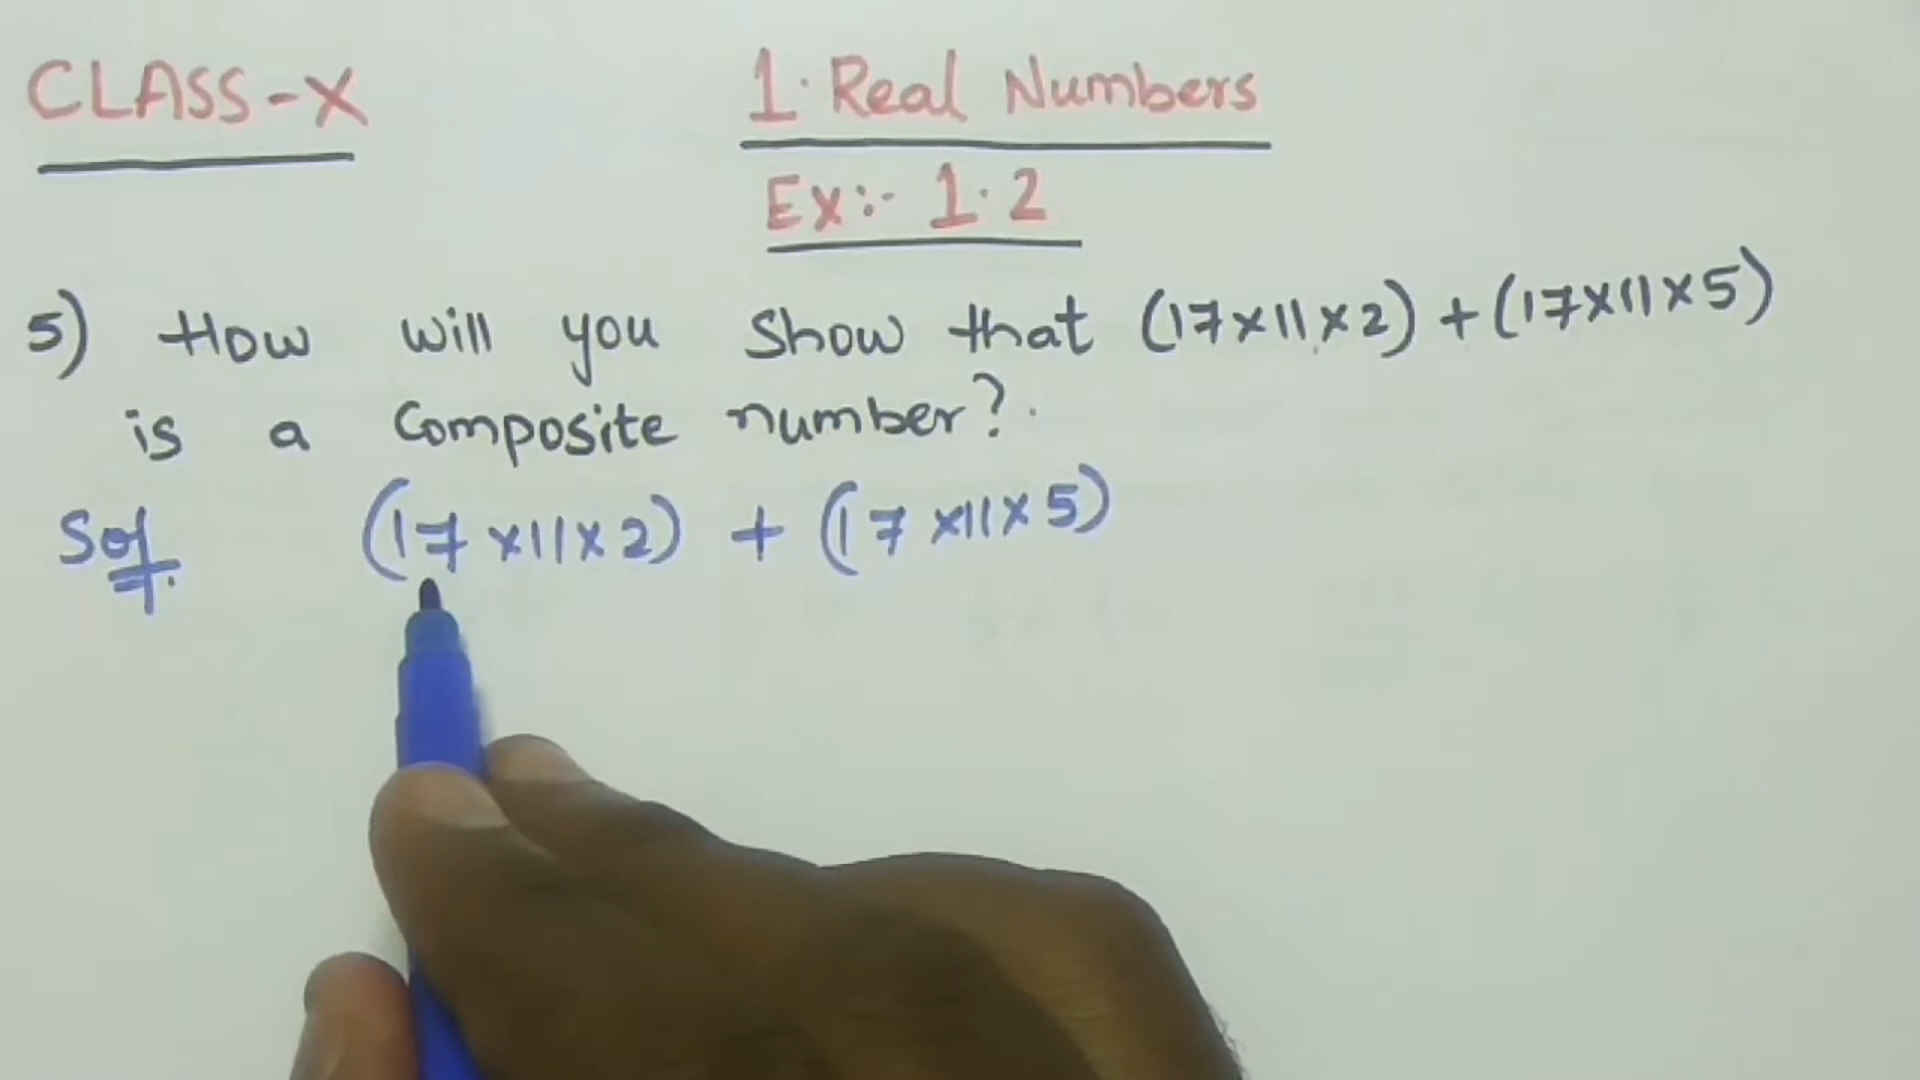 CLASS-X
1. Real Numbers
Ex:- 1.2
5) How will you show that (17×11×2) + (17×11×5)
is a Composite number?.
Sol. (17×11×2) + (17×11×5)